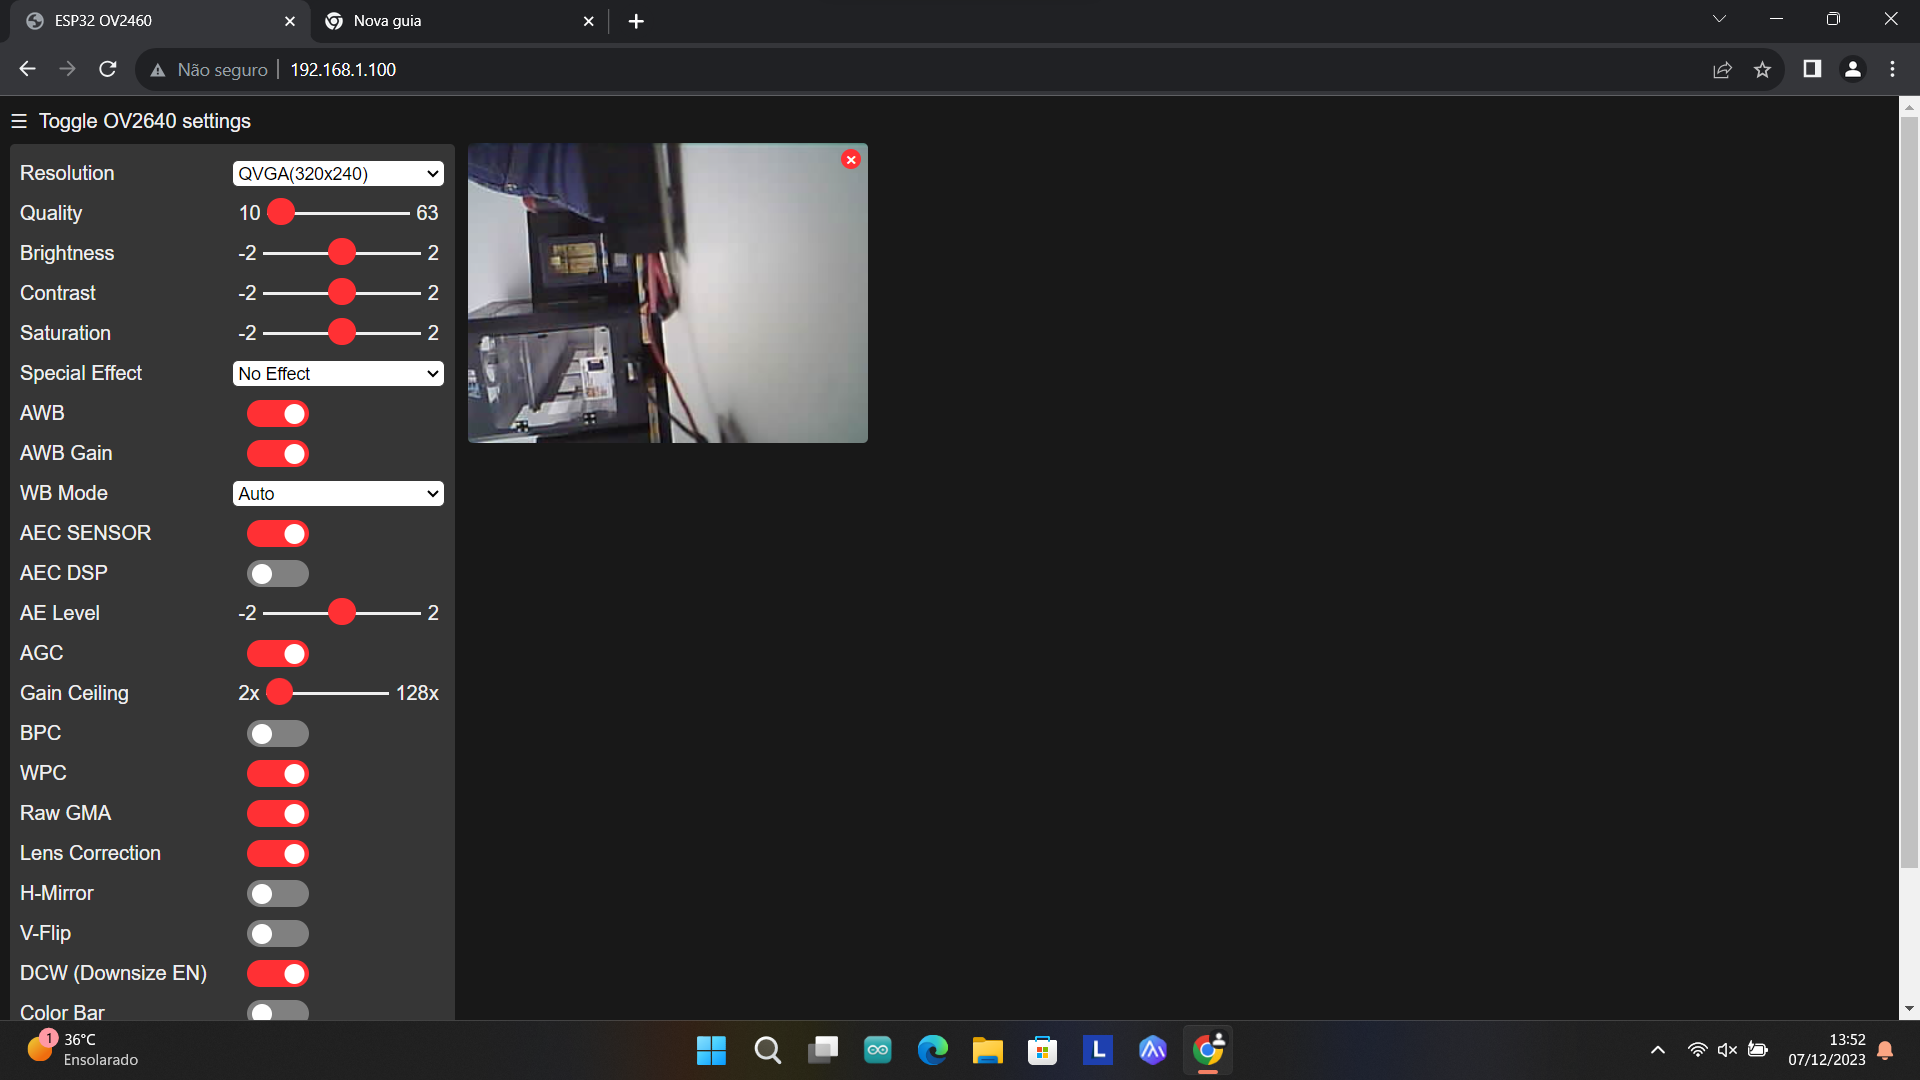 ESP32 OV2460
Nova guia
Não seguro
192.168.1.100
☰ Toggle OV2640 settings
Resolution QVGA(320x240)
Quality 10 63
Brightness -2 2
Contrast -2 2
Saturation -2 2
Special Effect No Effect
AWB
AWB Gain
WB Mode Auto
AEC SENSOR
AEC DSP
AE Level -2 2
AGC
Gain Ceiling 2x 128x
BPC
WPC
Raw GMA
Lens Correction
H-Mirror
V-Flip
DCW (Downsize EN)
Color Bar
1
36°C
Ensolarado
L
13:52
07/12/2023